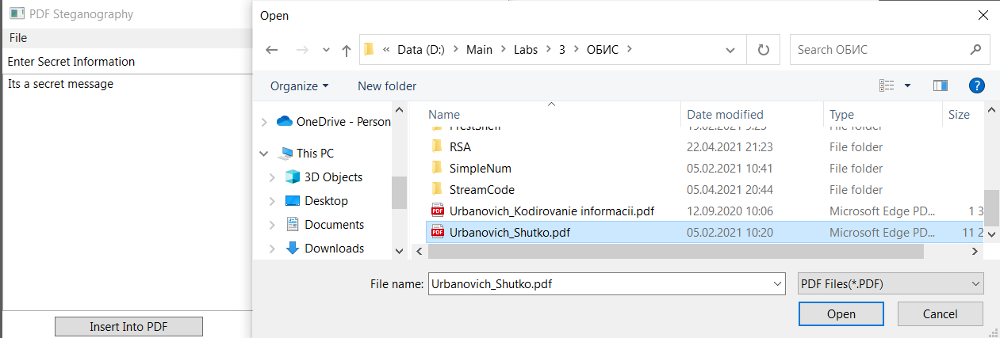 PDF Steganography
File
Enter Secret Information
Its a secret message
Insert Into PDF
Open
« Data (D:) > Main > Labs > 3 > ОБИС >
Search ОБИС
Organize
New folder
?
OneDrive - Person
This PC
3D Objects
Desktop
Documents
Downloads
Name Date modified Type Size
File folder
RSA 22.04.2021 21:23 File folder
SimpleNum 05.02.2021 10:41 File folder
StreamCode 05.04.2021 20:44 File folder
PDF Urbanovich_Kodirovanie informacii.pdf 12.09.2020 10:06 Microsoft Edge PD... 1 3
PDF Urbanovich_Shutko.pdf 05.02.2021 10:20 Microsoft Edge PD... 11 2
File name: Urbanovich_Shutko.pdf PDF Files(*.PDF)
Open Cancel